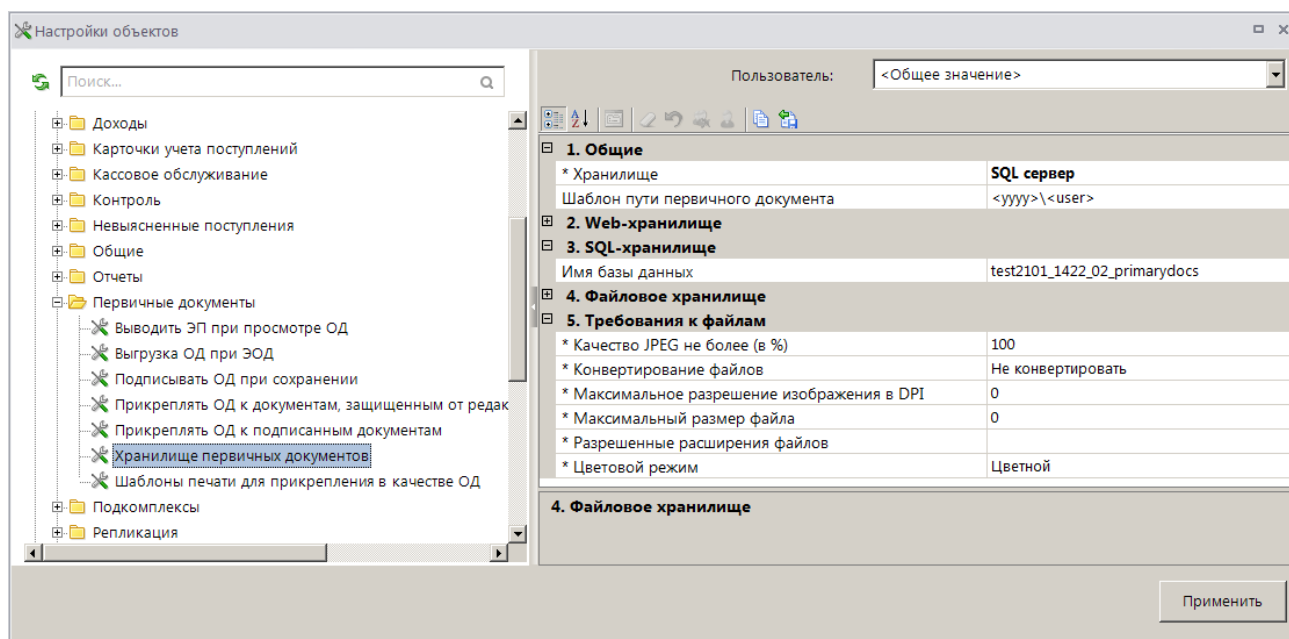 Настройки объектов
Поиск...
Доходы
Карточки учета поступлений
Кассовое обслуживание
Контроль
Невыясненные поступления
Общие
Отчеты
Первичные документы
Выводить ЭП при просмотре ОД
Выгрузка ОД при ЭОД
Подписывать ОД при сохранении
Прикреплять ОД к документам, защищенным от редак
Прикреплять ОД к подписанным документам
Хранилище первичных документов
Шаблоны печати для прикрепления в качестве ОД
Подкомплексы
Репликация
Пользователь: <Общее значение>
1. Общие
* Хранилище SQL сервер
Шаблон пути первичного документа <yyyy>\<user>
2. Web-хранилище
3. SQL-хранилище
Имя базы данных test2101_1422_02_primarydocs
4. Файловое хранилище
5. Требования к файлам
* Качество JPEG не более (в %) 100
* Конвертирование файлов Не конвертировать
* Максимальное разрешение изображения в DPI 0
* Максимальный размер файла 0
* Разрешенные расширения файлов
* Цветовой режим Цветной
4. Файловое хранилище
Применить